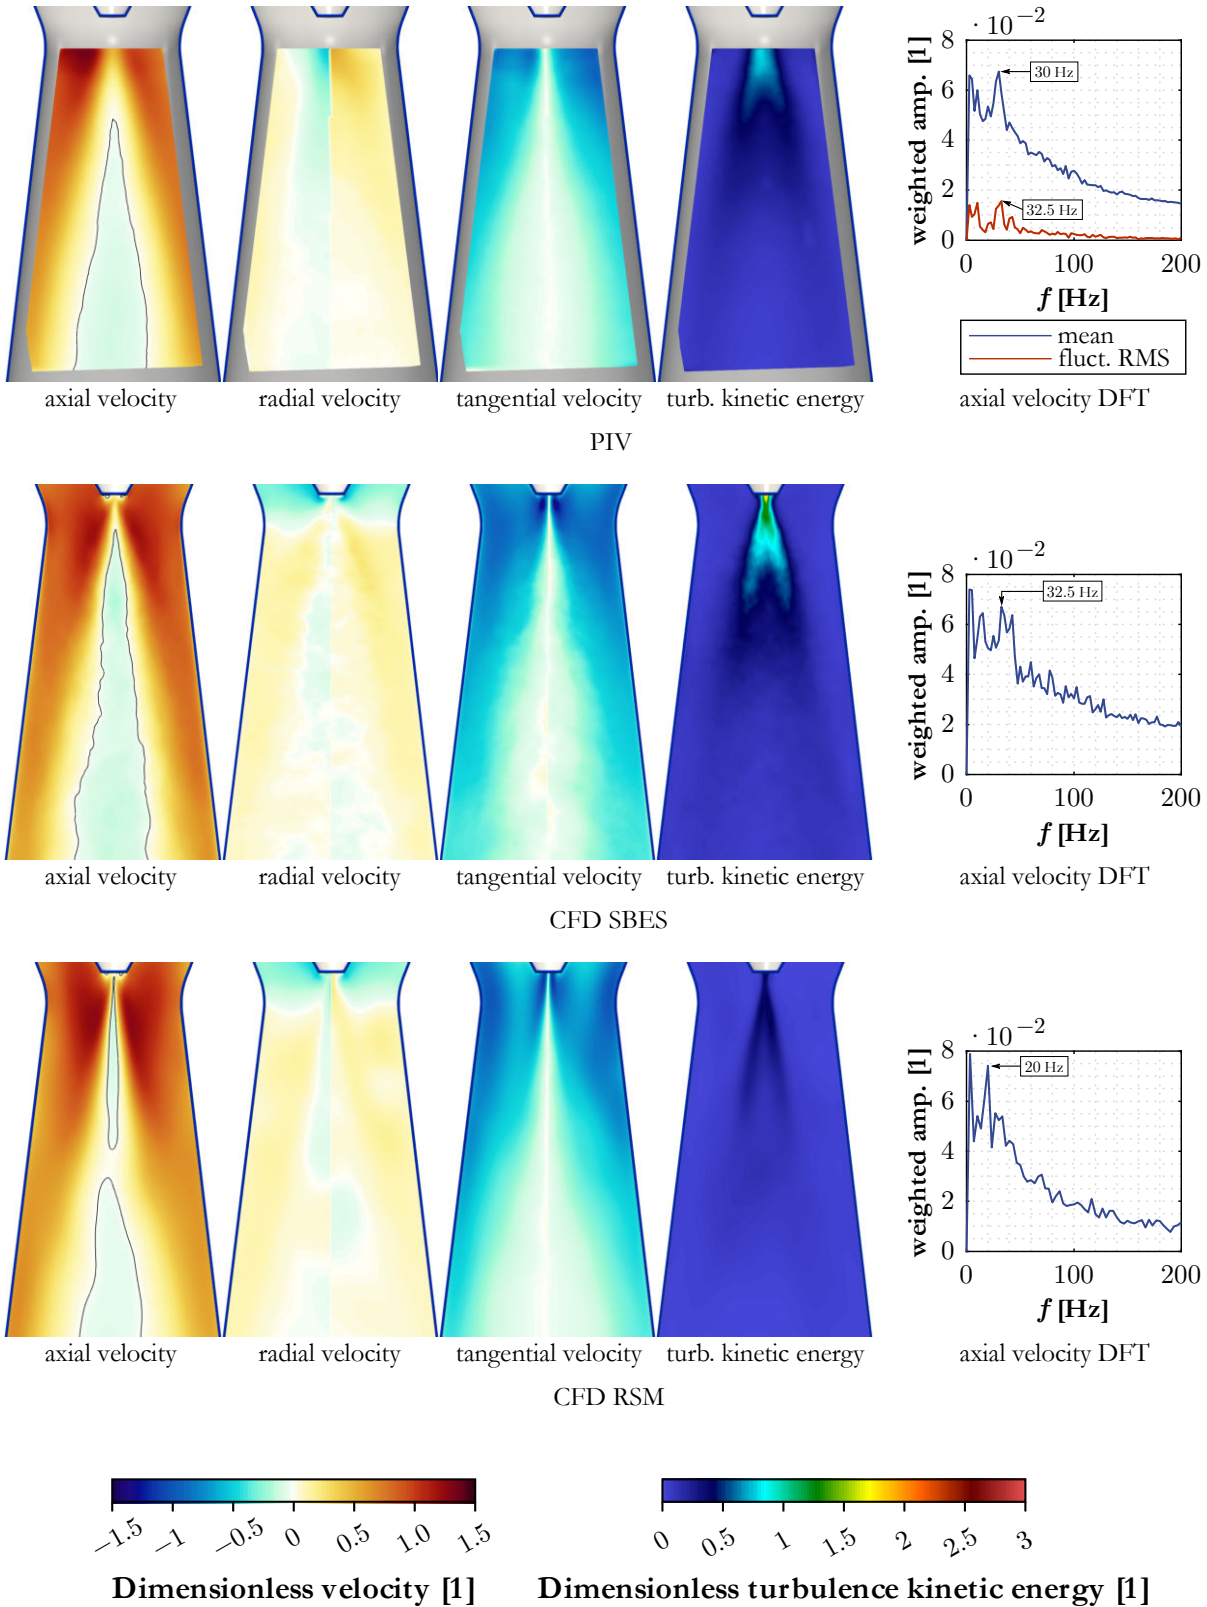 · 10⁻²
weighted amp. [1]
8
6
4
2
0
30 Hz
32.5 Hz
0 100 200
f [Hz]
mean
fluct. RMS
axial velocity radial velocity tangential velocity turb. kinetic energy axial velocity DFT
PIV
· 10⁻²
weighted amp. [1]
8
6
4
2
0
32.5 Hz
0 100 200
f [Hz]
axial velocity radial velocity tangential velocity turb. kinetic energy axial velocity DFT
CFD SBES
· 10⁻²
weighted amp. [1]
8
6
4
2
0
20 Hz
0 100 200
f [Hz]
axial velocity radial velocity tangential velocity turb. kinetic energy axial velocity DFT
CFD RSM
−1.5 −1 −0.5 0 0.5 1.0 1.5
Dimensionless velocity [1]
0 0.5 1 1.5 2 2.5 3
Dimensionless turbulence kinetic energy [1]